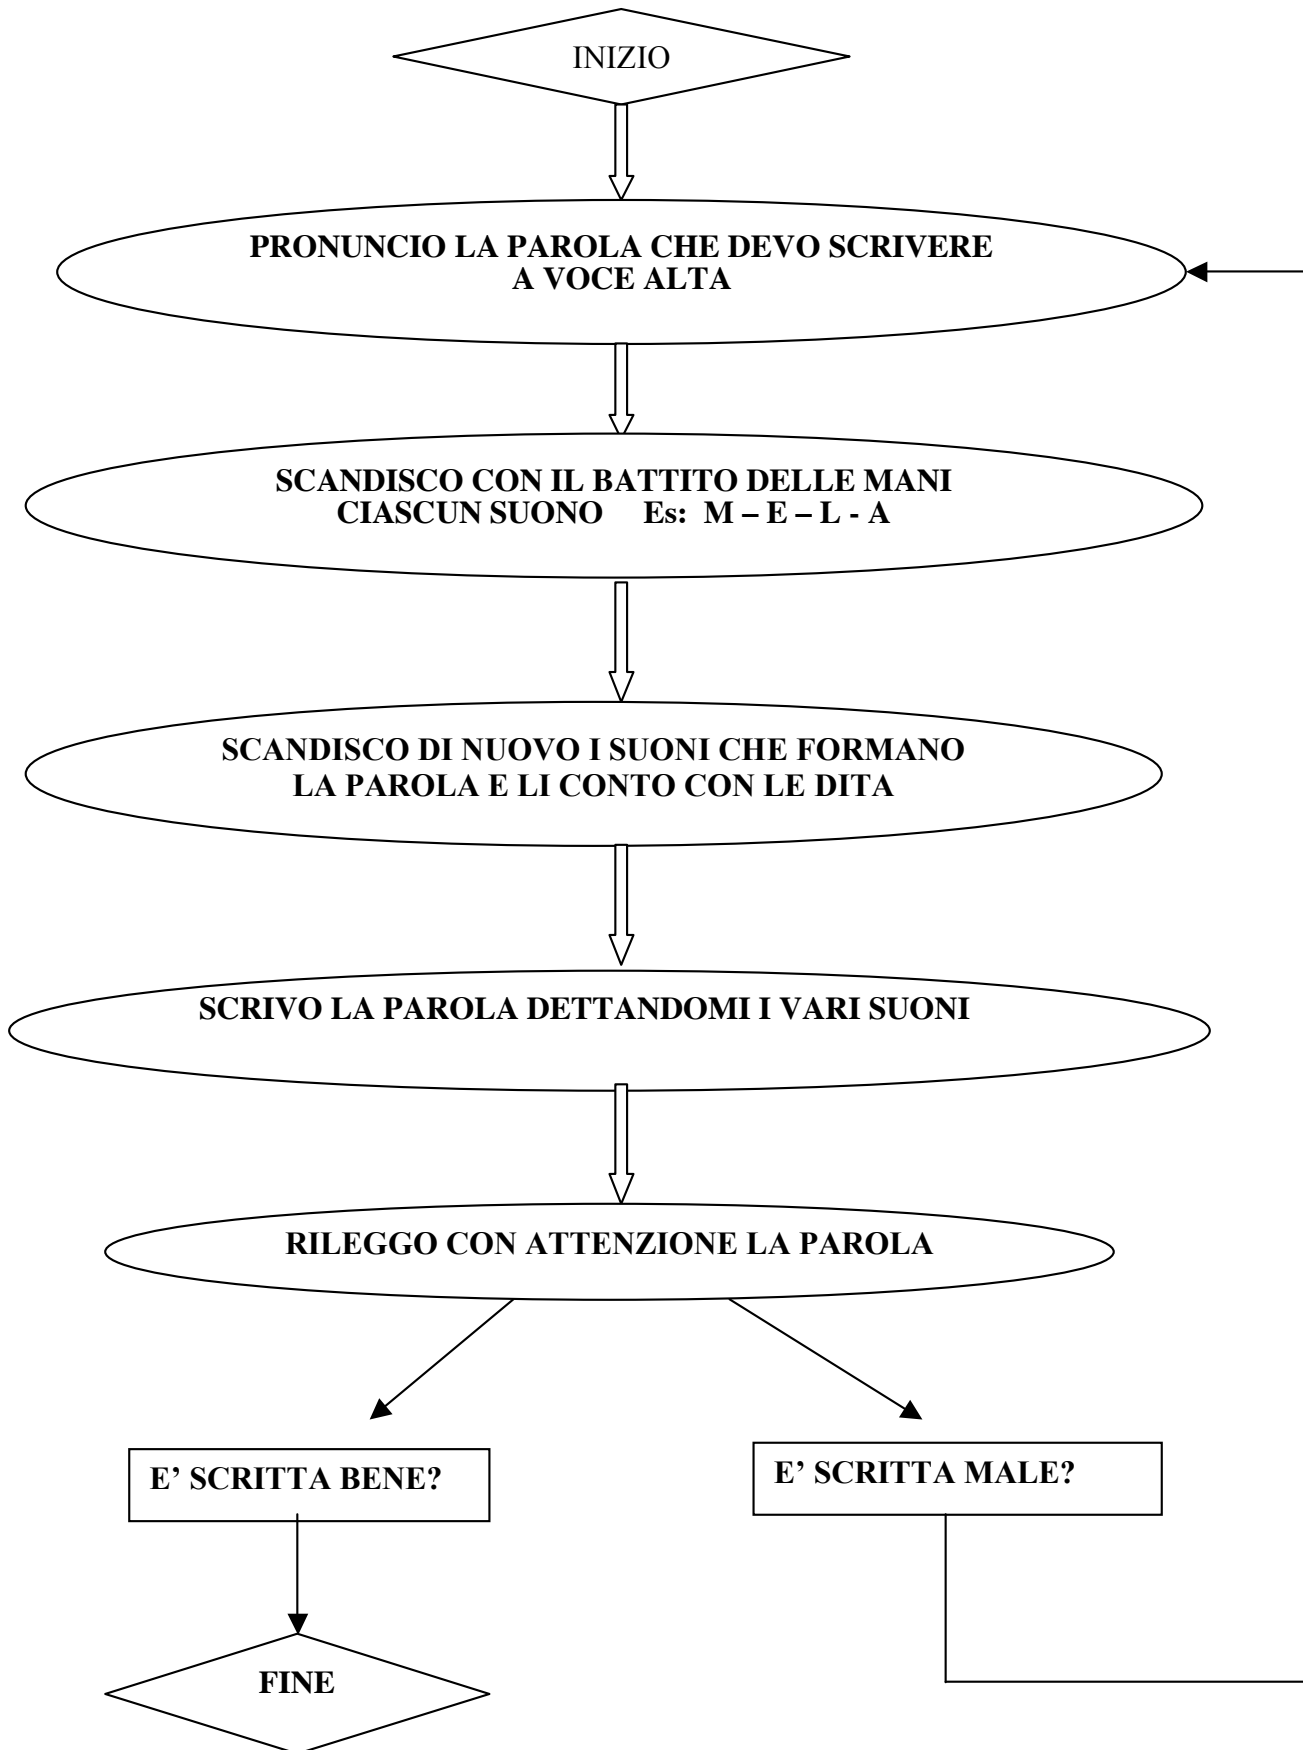 INIZIO
PRONUNCIO LA PAROLA CHE DEVO SCRIVERE
A VOCE ALTA
SCANDISCO CON IL BATTITO DELLE MANI
CIASCUN SUONO Es: M – E – L - A
SCANDISCO DI NUOVO I SUONI CHE FORMANO
LA PAROLA E LI CONTO CON LE DITA
SCRIVO LA PAROLA DETTANDOMI I VARI SUONI
RILEGGO CON ATTENZIONE LA PAROLA
E’ SCRITTA BENE?
E’ SCRITTA MALE?
FINE